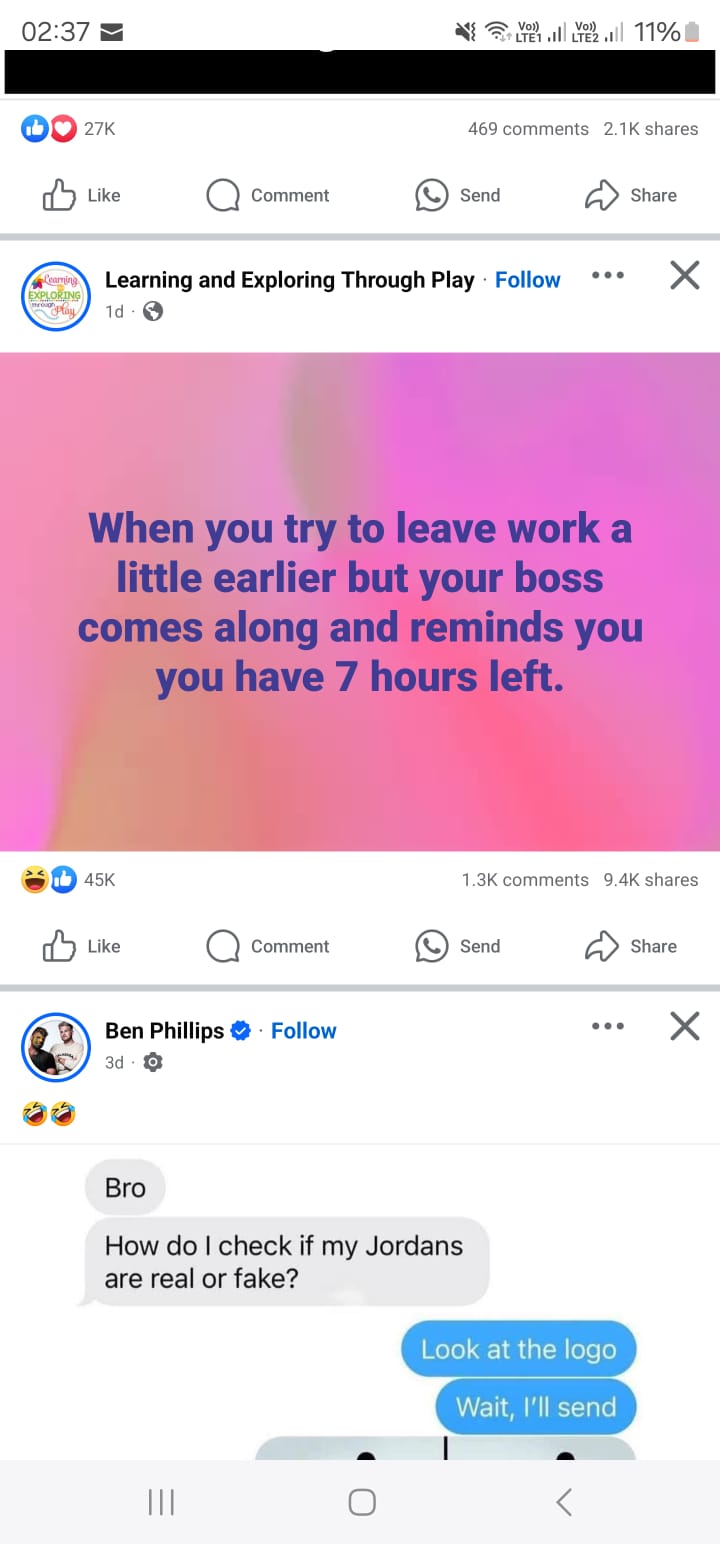 02:37 Vo)) LTE1 Vo)) LTE2 11%
27K 469 comments 2.1K shares
Like Comment Send Share
Learning and Exploring Through Play · Follow
1d ·
Learning
EXPLORING
through
Play
When you try to leave work a
little earlier but your boss
comes along and reminds you
you have 7 hours left.
45K 1.3K comments 9.4K shares
Like Comment Send Share
Ben Phillips · Follow
3d ·
🤣🤣
Bro
How do I check if my Jordans
are real or fake?
Look at the logo
Wait, I'll send